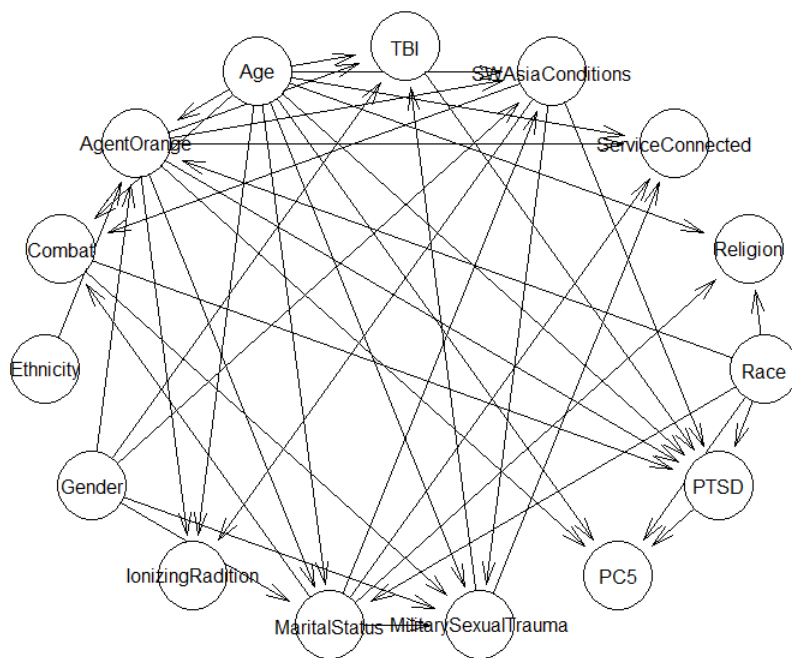 TBI
Age
SWAsiaConditions
AgentOrange
ServiceConnected
Combat
Religion
Ethnicity
Race
Gender
PTSD
IonizingRadition
PC5
MaritalStatus
MilitarySexualTrauma